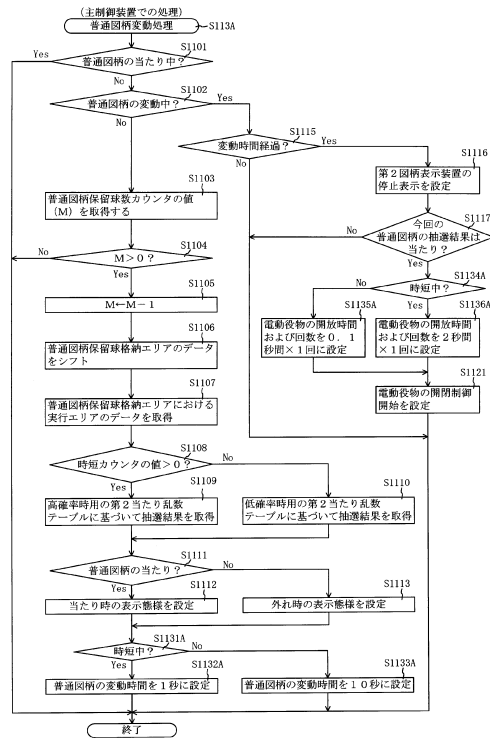 (主制御装置での処理)
普通図柄変動処理
S113A
S1101
普通図柄の当たり中?
Yes
No
S1102
普通図柄の変動中?
Yes
No
S1115
変動時間経過?
Yes
No
S1116
第2図柄表示装置の
停止表示を設定
S1117
今回の
普通図柄の抽選結果は
当たり?
No
Yes
S1103
普通図柄保留球数カウンタの値
(M)を取得する
S1104
M>0?
No
Yes
S1105
M←M-1
S1134A
時短中?
No
Yes
S1135A
電動役物の開放時間
および回数を0.1
秒間×1回に設定
S1136A
電動役物の開放時間
および回数を2秒間
×1回に設定
S1106
普通図柄保留球格納エリアのデータ
をシフト
S1121
電動役物の開閉制御
開始を設定
S1107
普通図柄保留球格納エリアにおける
実行エリアのデータを取得
S1108
時短カウンタの値>0?
No
Yes
S1109
高確率時用の第2当たり乱数
テーブルに基づいて抽選結果を取得
S1110
低確率時用の第2当たり乱数
テーブルに基づいて抽選結果を取得
S1111
普通図柄の当たり?
No
Yes
S1112
当たり時の表示態様を設定
S1113
外れ時の表示態様を設定
S1131A
時短中?
No
Yes
S1132A
普通図柄の変動時間を1秒に設定
S1133A
普通図柄の変動時間を10秒に設定
終了